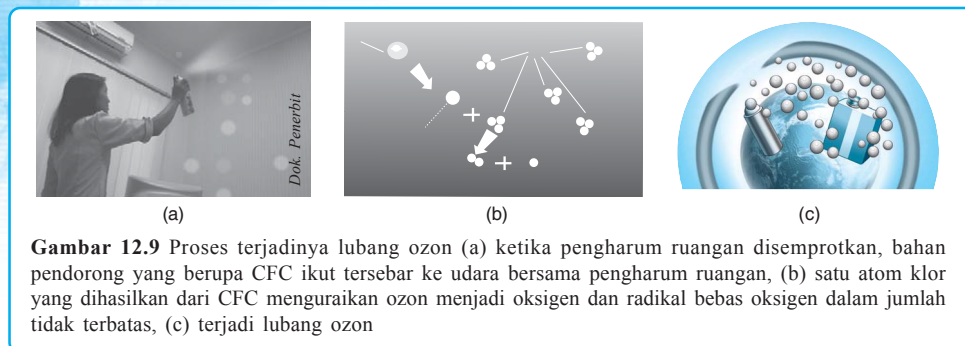 Dok. Penerbit
(a)
(b)
(c)
Gambar 12.9 Proses terjadinya lubang ozon (a) ketika pengharum ruangan disemprotkan, bahan
pendorong yang berupa CFC ikut tersebar ke udara bersama pengharum ruangan, (b) satu atom klor
yang dihasilkan dari CFC menguraikan ozon menjadi oksigen dan radikal bebas oksigen dalam jumlah
tidak terbatas, (c) terjadi lubang ozon